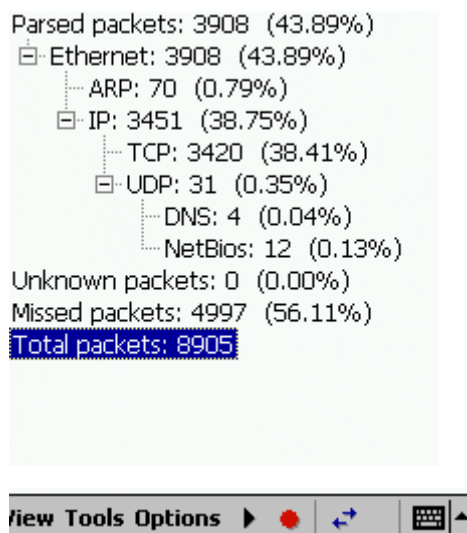 Parsed packets: 3908 (43.89%)
Ethernet: 3908 (43.89%)
ARP: 70 (0.79%)
IP: 3451 (38.75%)
TCP: 3420 (38.41%)
UDP: 31 (0.35%)
DNS: 4 (0.04%)
NetBios: 12 (0.13%)
Unknown packets: 0 (0.00%)
Missed packets: 4997 (56.11%)
Total packets: 8905
View Tools Options